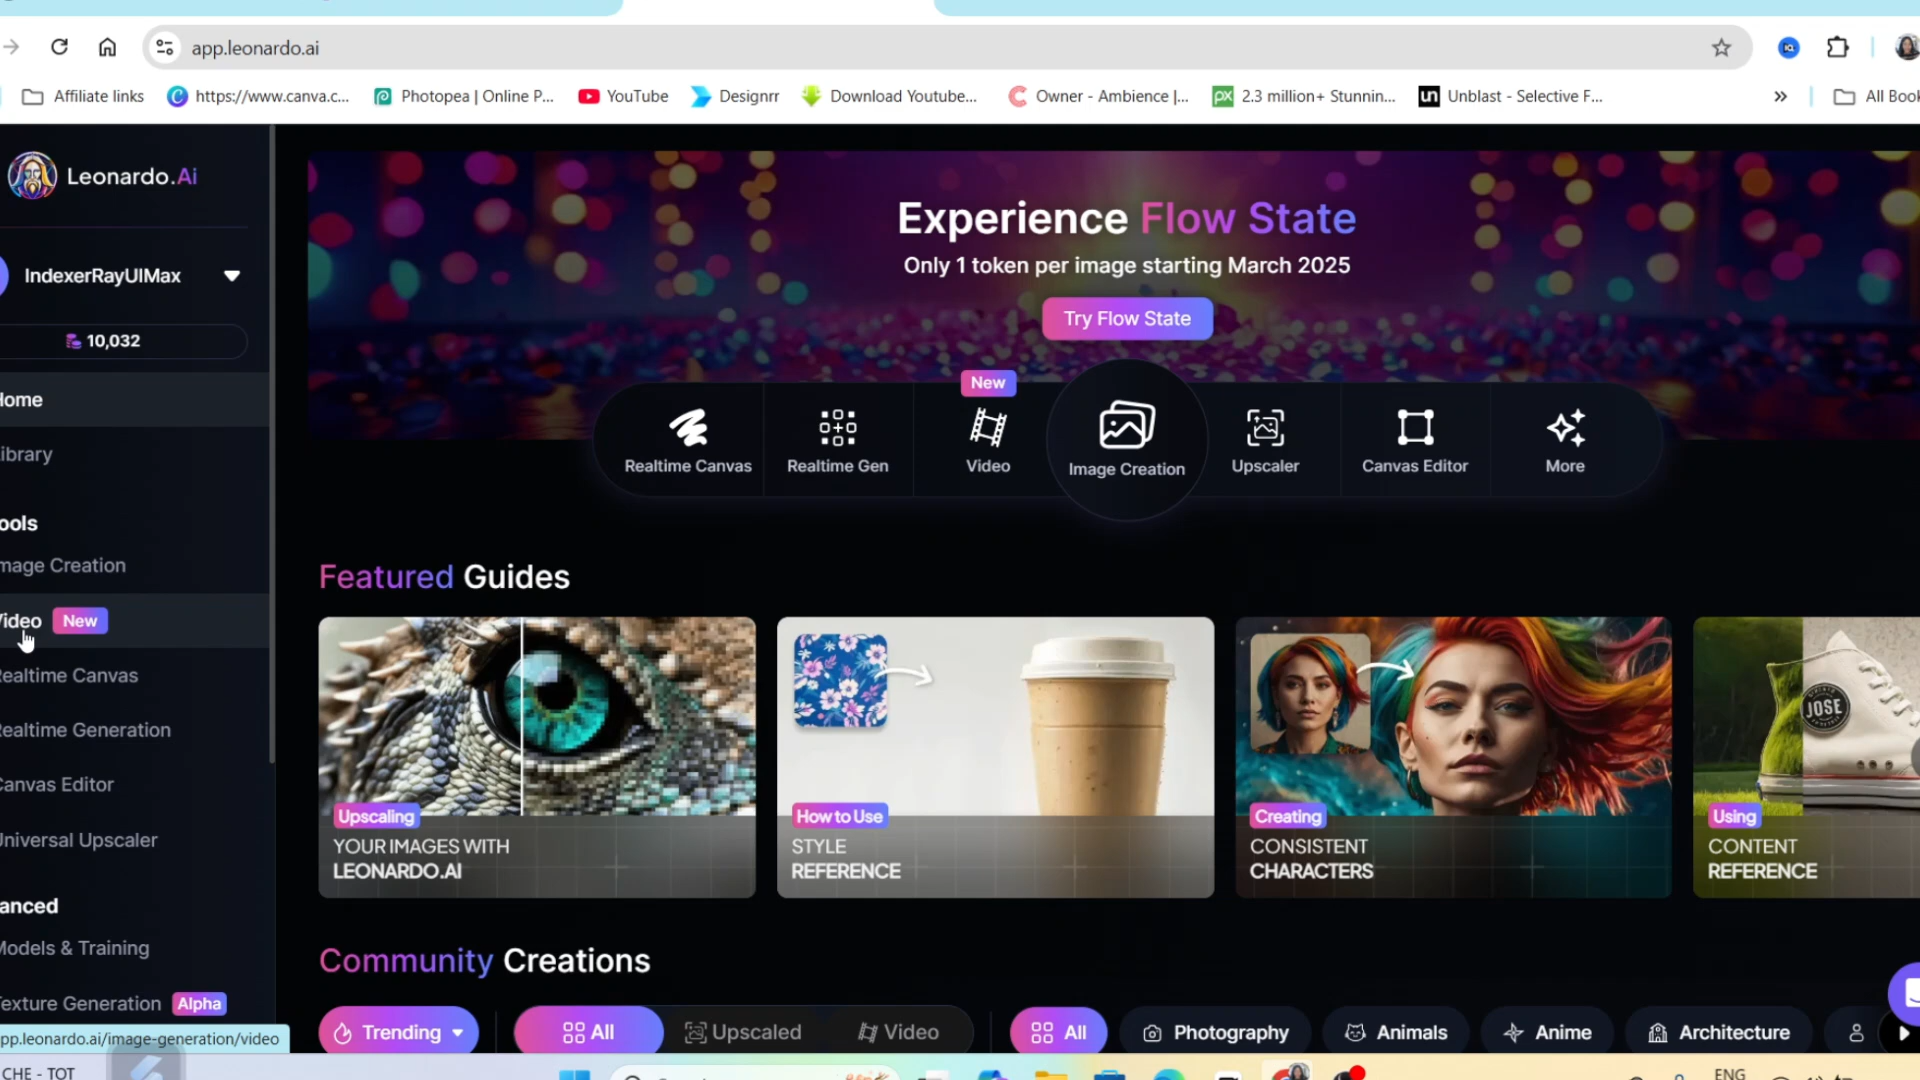 app.leonardo.ai
Affiliate links
https://www.canva.c...
Photopea | Online P...
YouTube
Designrr
Download Youtube...
Owner - Ambience |...
2.3 million+ Stunnin...
Unblast - Selective F...
»
All Book
Leonardo.Ai
IndexerRayUIMax
10,032
Home
ibrary
ools
mage Creation
Video New
ealtime Canvas
ealtime Generation
Canvas Editor
Universal Upscaler
anced
Models & Training
exture Generation Alpha
pp.leonardo.ai/image-generation/video
Experience Flow State
Only 1 token per image starting March 2025
Try Flow State
New
Realtime Canvas
Realtime Gen
Video
Image Creation
Upscaler
Canvas Editor
More
Featured Guides
Upscaling
YOUR IMAGES WITH
LEONARDO.AI
How to Use
STYLE
REFERENCE
Creating
CONSISTENT
CHARACTERS
JOSE
Using
CONTENT
REFERENCE
Community Creations
Trending
All
Upscaled
Video
All
Photography
Animals
Anime
Architecture
CHE - TOT
ENG